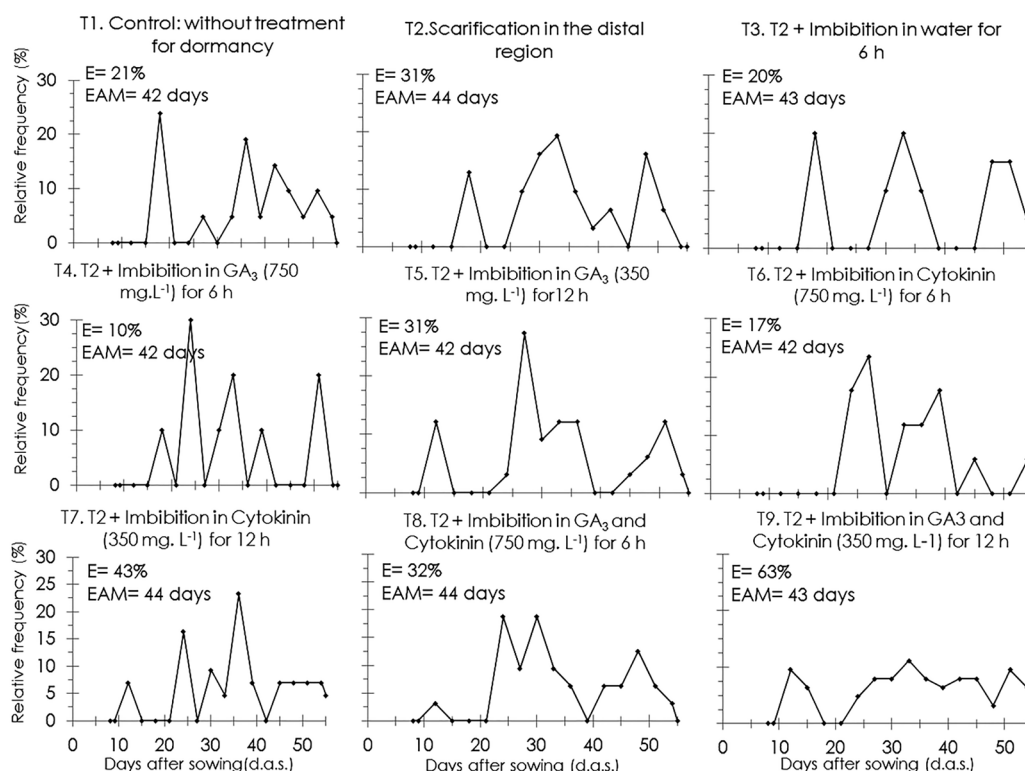 T1. Control: without treatment
for dormancy
T2.Scarification in the distal
region
T3. T2 + Imbibition in water for
6 h
Relative frequency (%)
30
20
10
0
E= 21%
EAM= 42 days
E= 31%
EAM= 44 days
E= 20%
EAM= 43 days
T4. T2 + Imbibition in GA3 (750
mg.L-1) for 6 h
T5. T2 + Imbibition in GA3 (350
mg. L-1) for12 h
T6. T2 + Imbibition in Cytokinin
(750 mg. L-1) for 6 h
Relative frequency(%)
30
20
10
0
E= 10%
EAM= 42 days
E= 31%
EAM= 42 days
E= 17%
EAM= 42 days
T7. T2 + Imbibition in Cytokinin
(350 mg. L-1) for 12 h
T8. T2 + Imbibition in GA3 and
Cytokinin (750 mg. L-1) for 6 h
T9. T2 + Imbibition in GA3 and
Cytokinin (350 mg. L-1) for 12 h
Relative frequency (%)
30
25
20
15
10
5
0
E= 43%
EAM= 44 days
E= 32%
EAM= 44 days
E= 63%
EAM= 43 days
0 10 20 30 40 50
0 10 20 30 40 50
0 10 20 30 40 50
Days after sowing(d.a.s.)
Days after sowing (d.a.s.)
Days after sowing (d.a.s.)